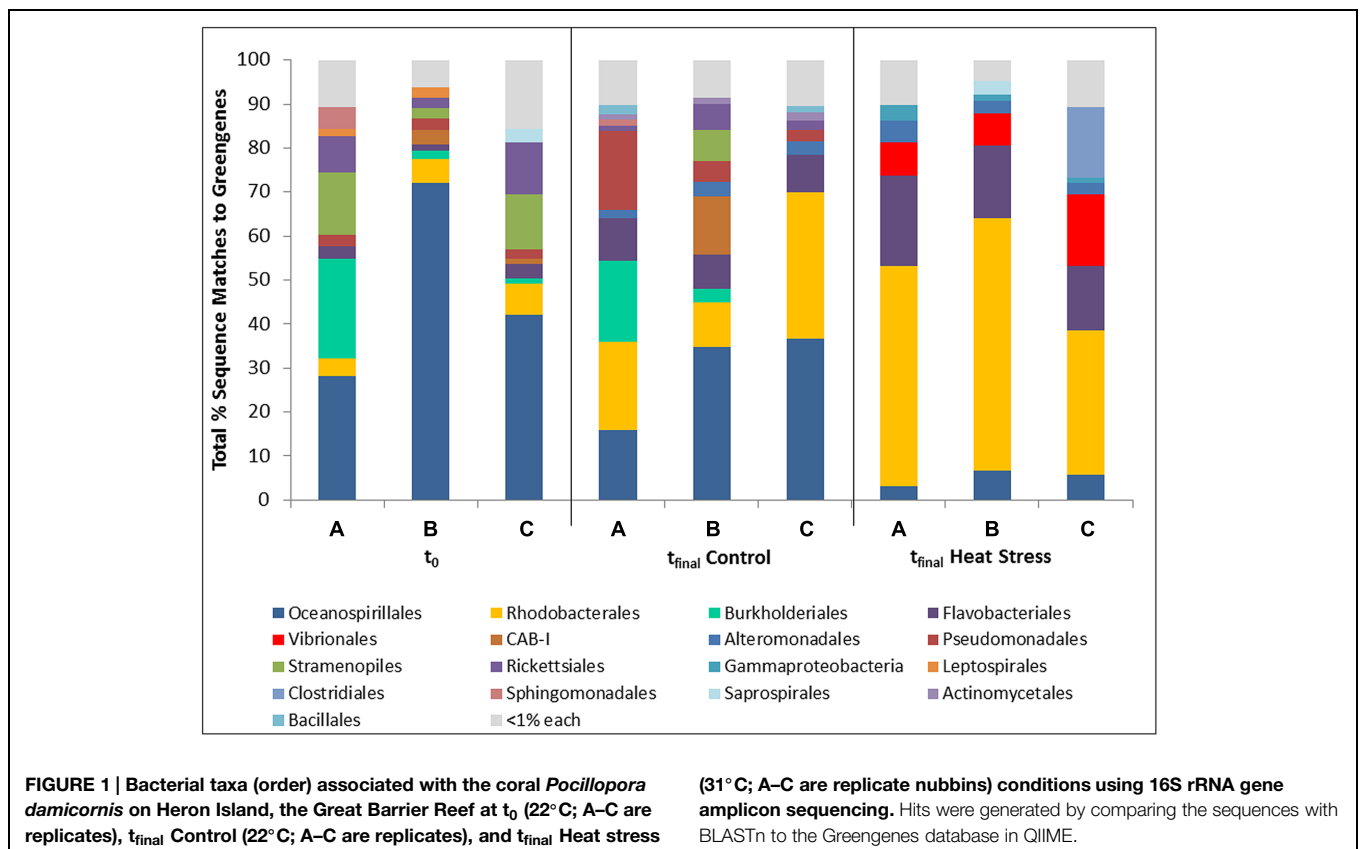 Total % Sequence Matches to Greengenes
100
90
80
70
60
50
40
30
20
10
0
A B C A B C A B C
t0 tfinal Control tfinal Heat Stress
Oceanospirillales Rhodobacterales Burkholderiales Flavobacteriales
Vibrionales CAB-I Alteromonadales Pseudomonadales
Stramenopiles Rickettsiales Gammaproteobacteria Leptospirales
Clostridiales Sphingomonadales Saprospirales Actinomycetales
Bacillales <1% each
FIGURE 1 | Bacterial taxa (order) associated with the coral Pocillopora
damicornis on Heron Island, the Great Barrier Reef at t0 (22°C; A–C are
replicates), tfinal Control (22°C; A–C are replicates), and tfinal Heat stress
(31°C; A–C are replicate nubbins) conditions using 16S rRNA gene
amplicon sequencing. Hits were generated by comparing the sequences with
BLASTn to the Greengenes database in QIIME.